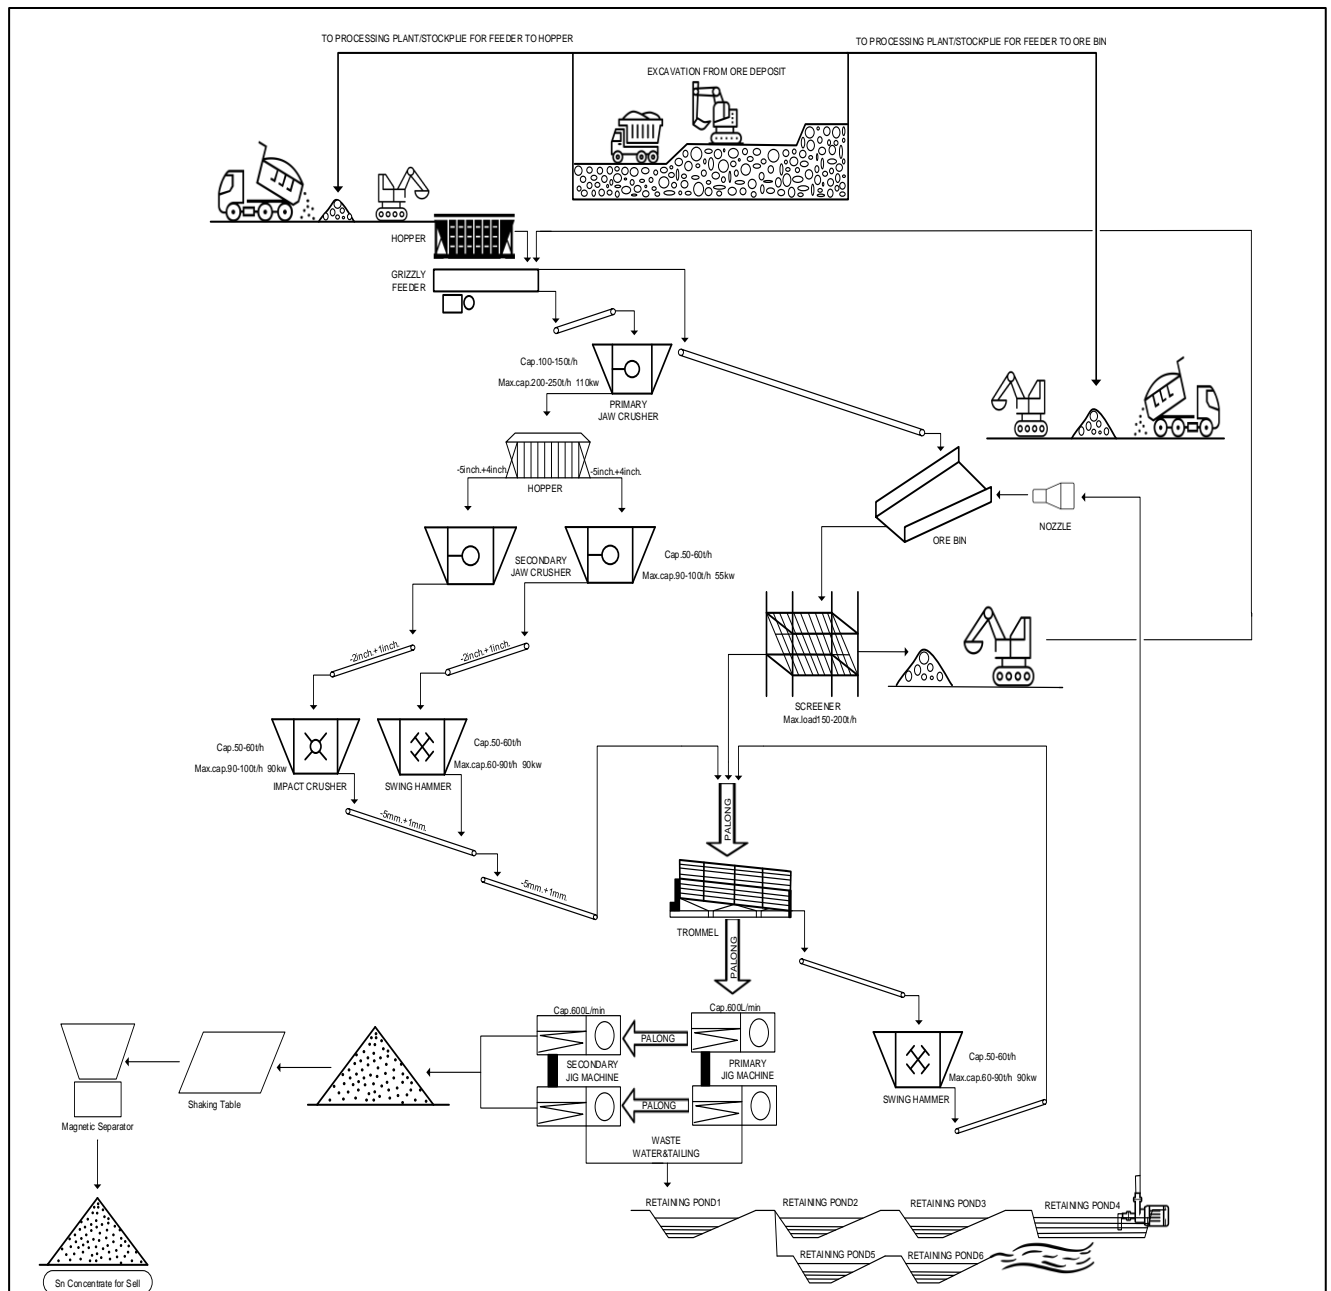 TO PROCESSING PLANT/STOCKPLIE FOR FEEDER TO HOPPER
TO PROCESSING PLANT/STOCKPLIE FOR FEEDER TO ORE BIN
EXCAVATION FROM ORE DEPOSIT
HOPPER
GRIZZLY
FEEDER
Cap.100-150t/h
Max.cap.200-250t/h 110kw
PRIMARY
JAW CRUSHER
-5inch.+4inch.
-5inch.+4inch.
HOPPER
NOZZLE
ORE BIN
SECONDARY
JAW CRUSHER
Cap.50-60t/h
Max.cap.90-100t/h 55kw
-2inch.+1inch.
-2inch.+1inch.
SCREENER
Max.load150-200t/h
Cap.50-60t/h
Max.cap.90-100t/h 90kw
IMPACT CRUSHER
Cap.50-60t/h
Max.cap.60-90t/h 90kw
SWING HAMMER
-5mm.+1mm.
-5mm.+1mm.
PALONG
TROMMEL
PALONG
Cap.600L/min
Cap.600L/min
PALONG
SECONDARY
JIG MACHINE
PRIMARY
JIG MACHINE
PALONG
Cap.50-60t/h
Max.cap.60-90t/h 90kw
SWING HAMMER
Shaking Table
Magnetic Separator
WASTE
WATER&TAILING
RETAINING POND1
RETAINING POND2
RETAINING POND3
RETAINING POND4
RETAINING POND5
RETAINING POND6
Sn Concentrate for Sell